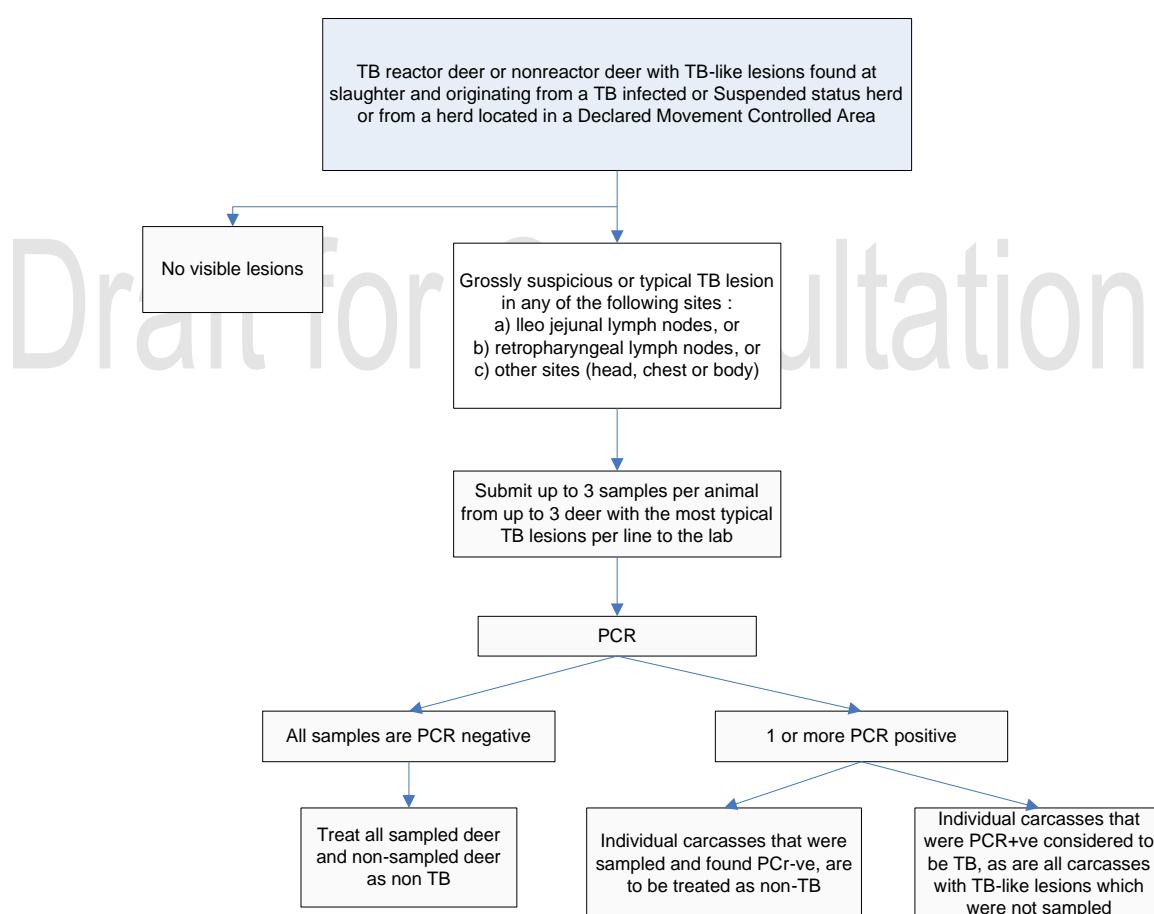 TB reactor deer or nonreactor deer with TB-like lesions found at
slaughter and originating from a TB infected or Suspended status herd
or from a herd located in a Declared Movement Controlled Area
No visible lesions
Grossly suspicious or typical TB lesion
in any of the following sites :
a) Ileo jejunal lymph nodes, or
b) retropharyngeal lymph nodes, or
c) other sites (head, chest or body)
Draft for ultation
Submit up to 3 samples per animal
from up to 3 deer with the most typical
TB lesions per line to the lab
PCR
All samples are PCR negative
1 or more PCR positive
Treat all sampled deer
and non-sampled deer
as non TB
Individual carcasses that were
sampled and found PCr-ve, are
to be treated as non-TB
Individual carcasses that
were PCR+ve considered to
be TB, as are all carcasses
with TB-like lesions which
were not sampled